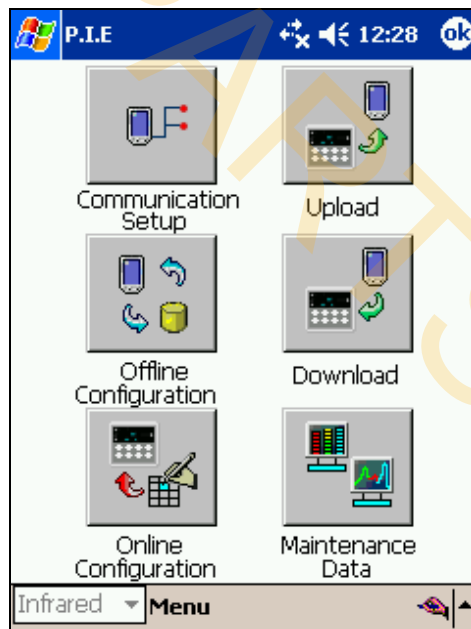 P.I.E 12:28 ok
Communication
Setup
Upload
Offline
Configuration
Download
Online
Configuration
Maintenance
Data
Infrared Menu